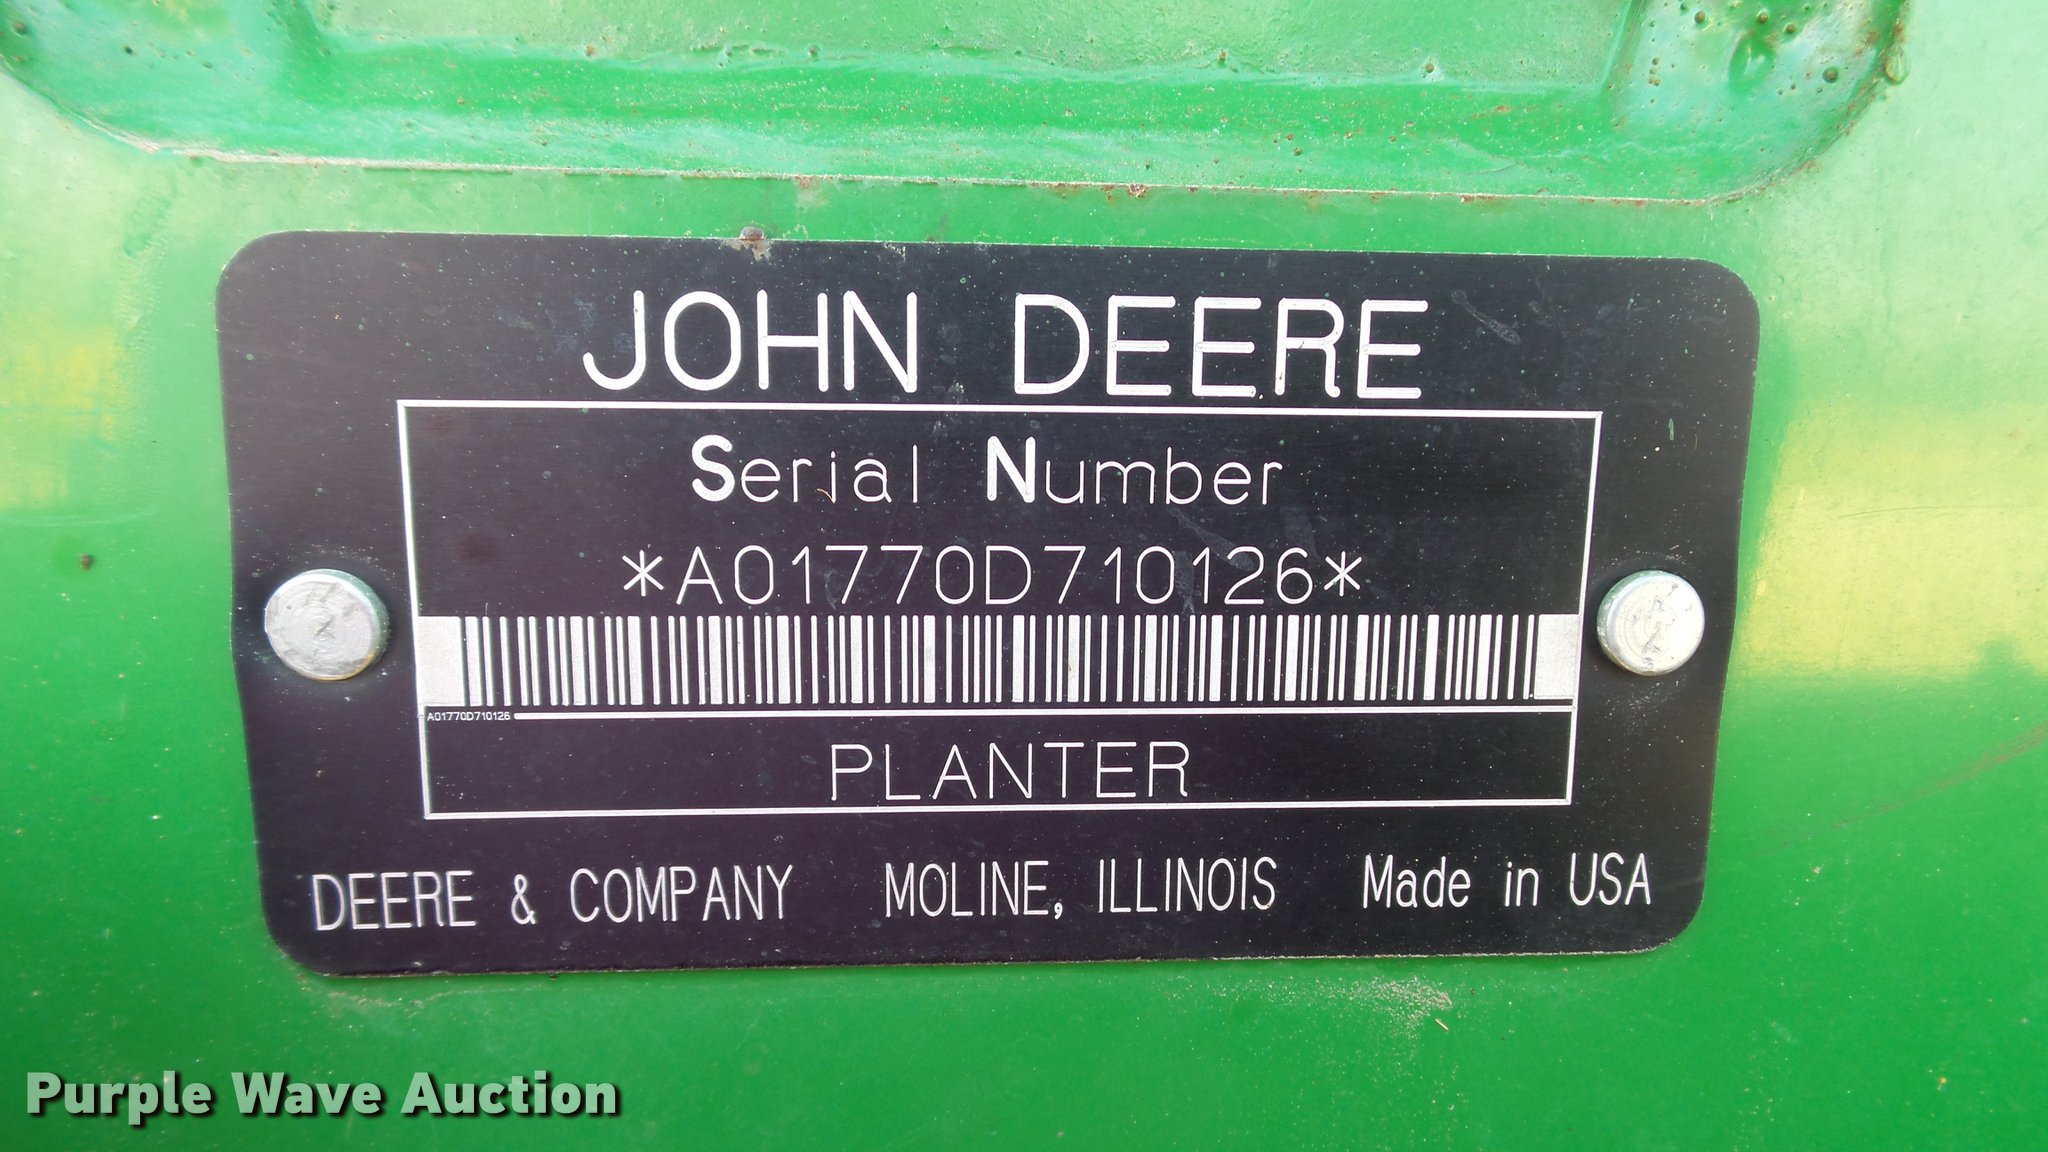 JOHN DEERE
Serial Number
*A01770D710126*
A01770D710126
PLANTER
DEERE & COMPANY MOLINE, ILLINOIS Made in USA
Purple Wave Auction